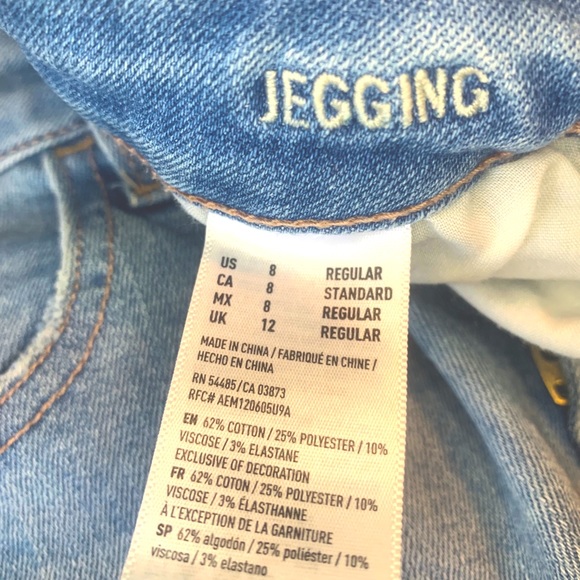 JEGGING
US 8 REGULAR
CA 8 STANDARD
MX 8 REGULAR
UK 12 REGULAR
MADE IN CHINA / FABRIQUÉ EN CHINE /
HECHO EN CHINA
RN 54485/CA 03873
RFC# AEM120605U9A
EN 62% COTTON / 25% POLYESTER / 10%
VISCOSE / 3% ELASTANE
EXCLUSIVE OF DECORATION
FR 62% COTON / 25% POLYESTER / 10%
VISCOSE / 3% ÉLASTHANNE
À L'EXCEPTION DE LA GARNITURE
SP 62% algodón / 25% poliéster / 10%
viscosa / 3% elastano